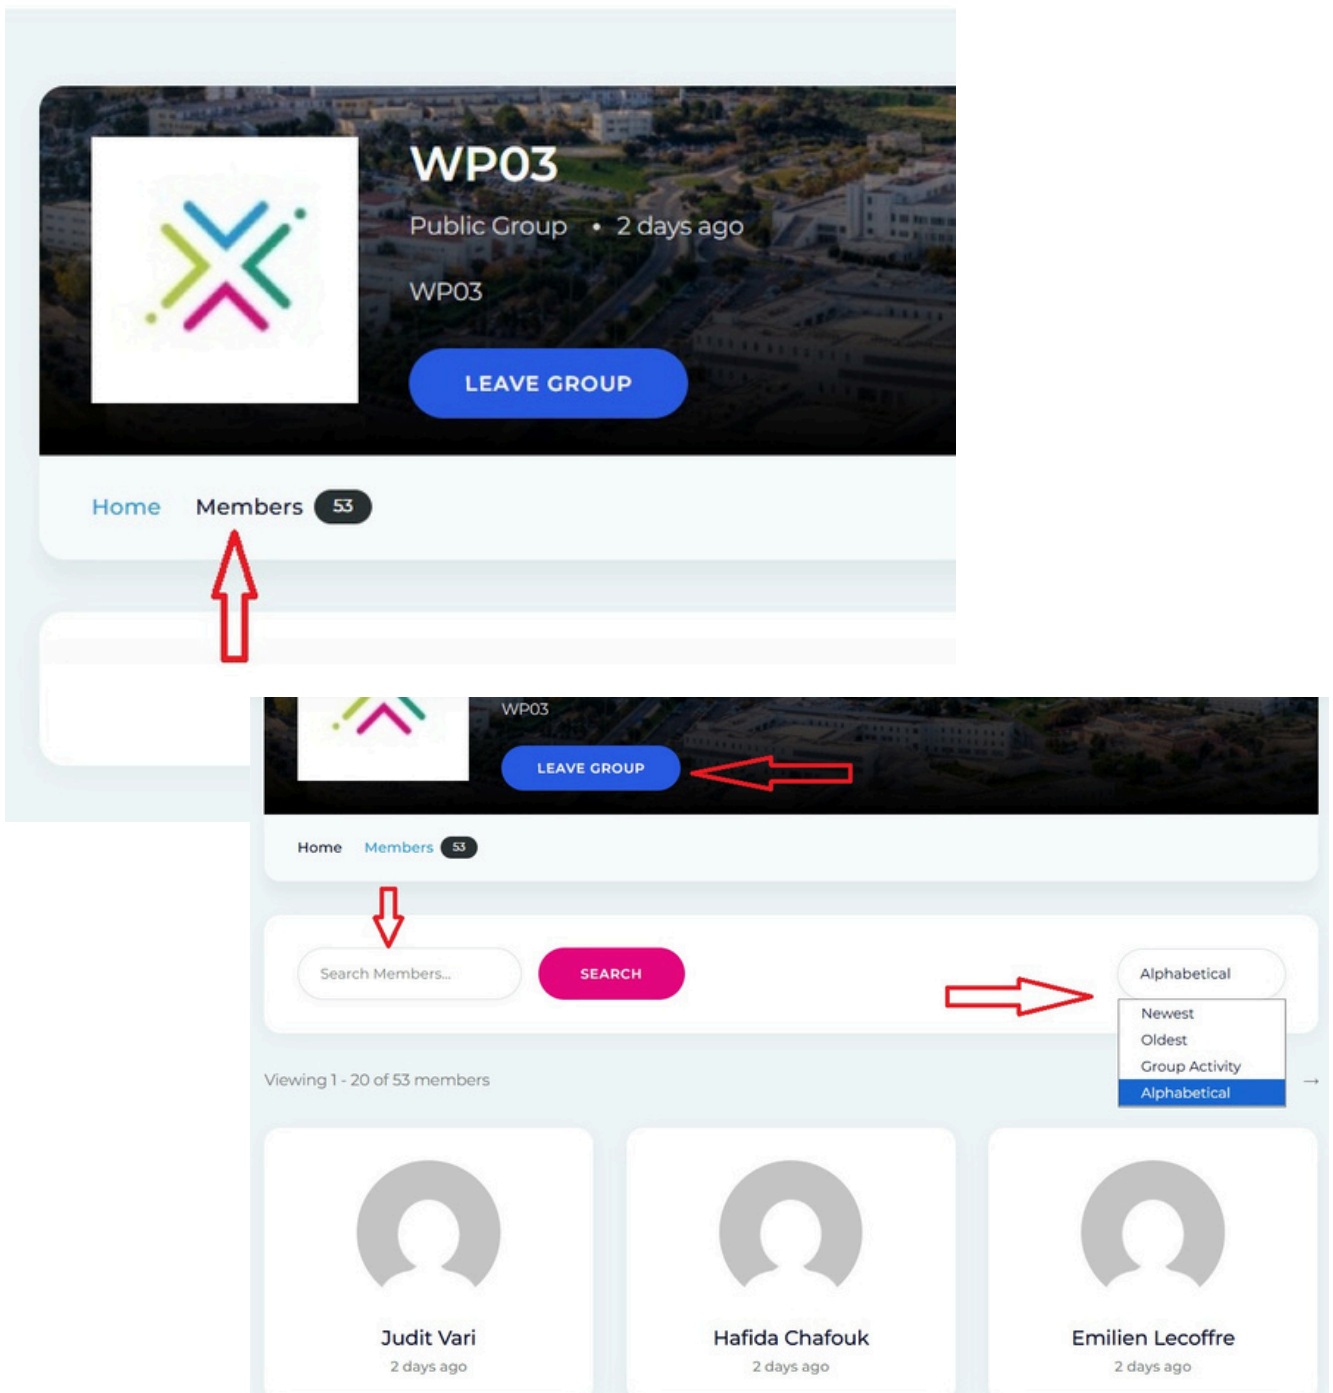 WP03
Public Group • 2 days ago
WP03
LEAVE GROUP
Home Members 53
WP03
LEAVE GROUP
Home Members 53
Search Members... SEARCH Alphabetical
Newest
Oldest
Group Activity
Alphabetical
Viewing 1 - 20 of 53 members →
Judit Vari Hafida Chafouk Emilien Lecoffre
2 days ago 2 days ago 2 days ago